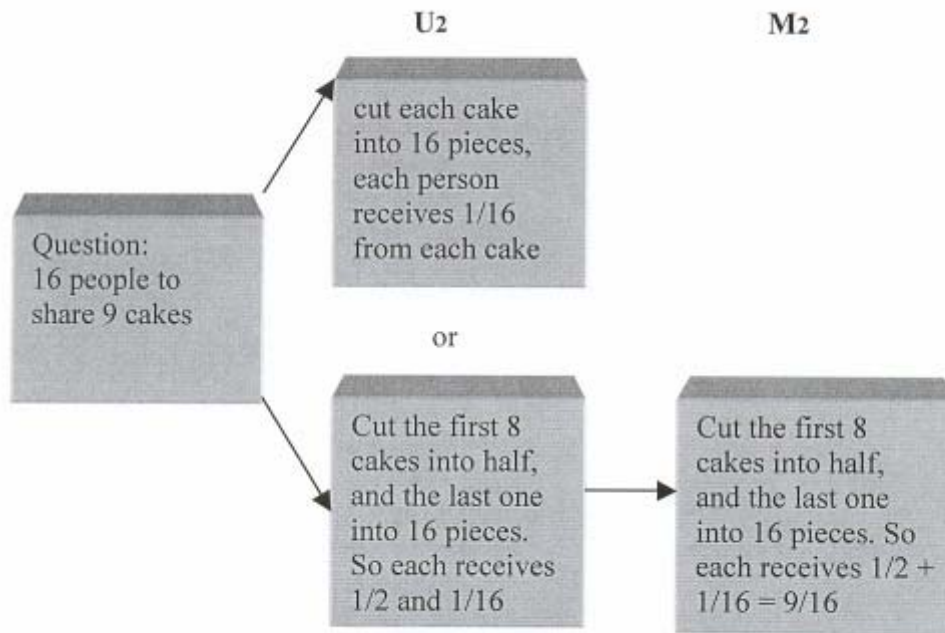 U2
M2
cut each cake
into 16 pieces,
each person
receives 1/16
from each cake
Question:
16 people to
share 9 cakes
or
Cut the first 8
cakes into half,
and the last one
into 16 pieces.
So each receives
1/2 and 1/16
Cut the first 8
cakes into half,
and the last one
into 16 pieces. So
each receives 1/2 +
1/16 = 9/16